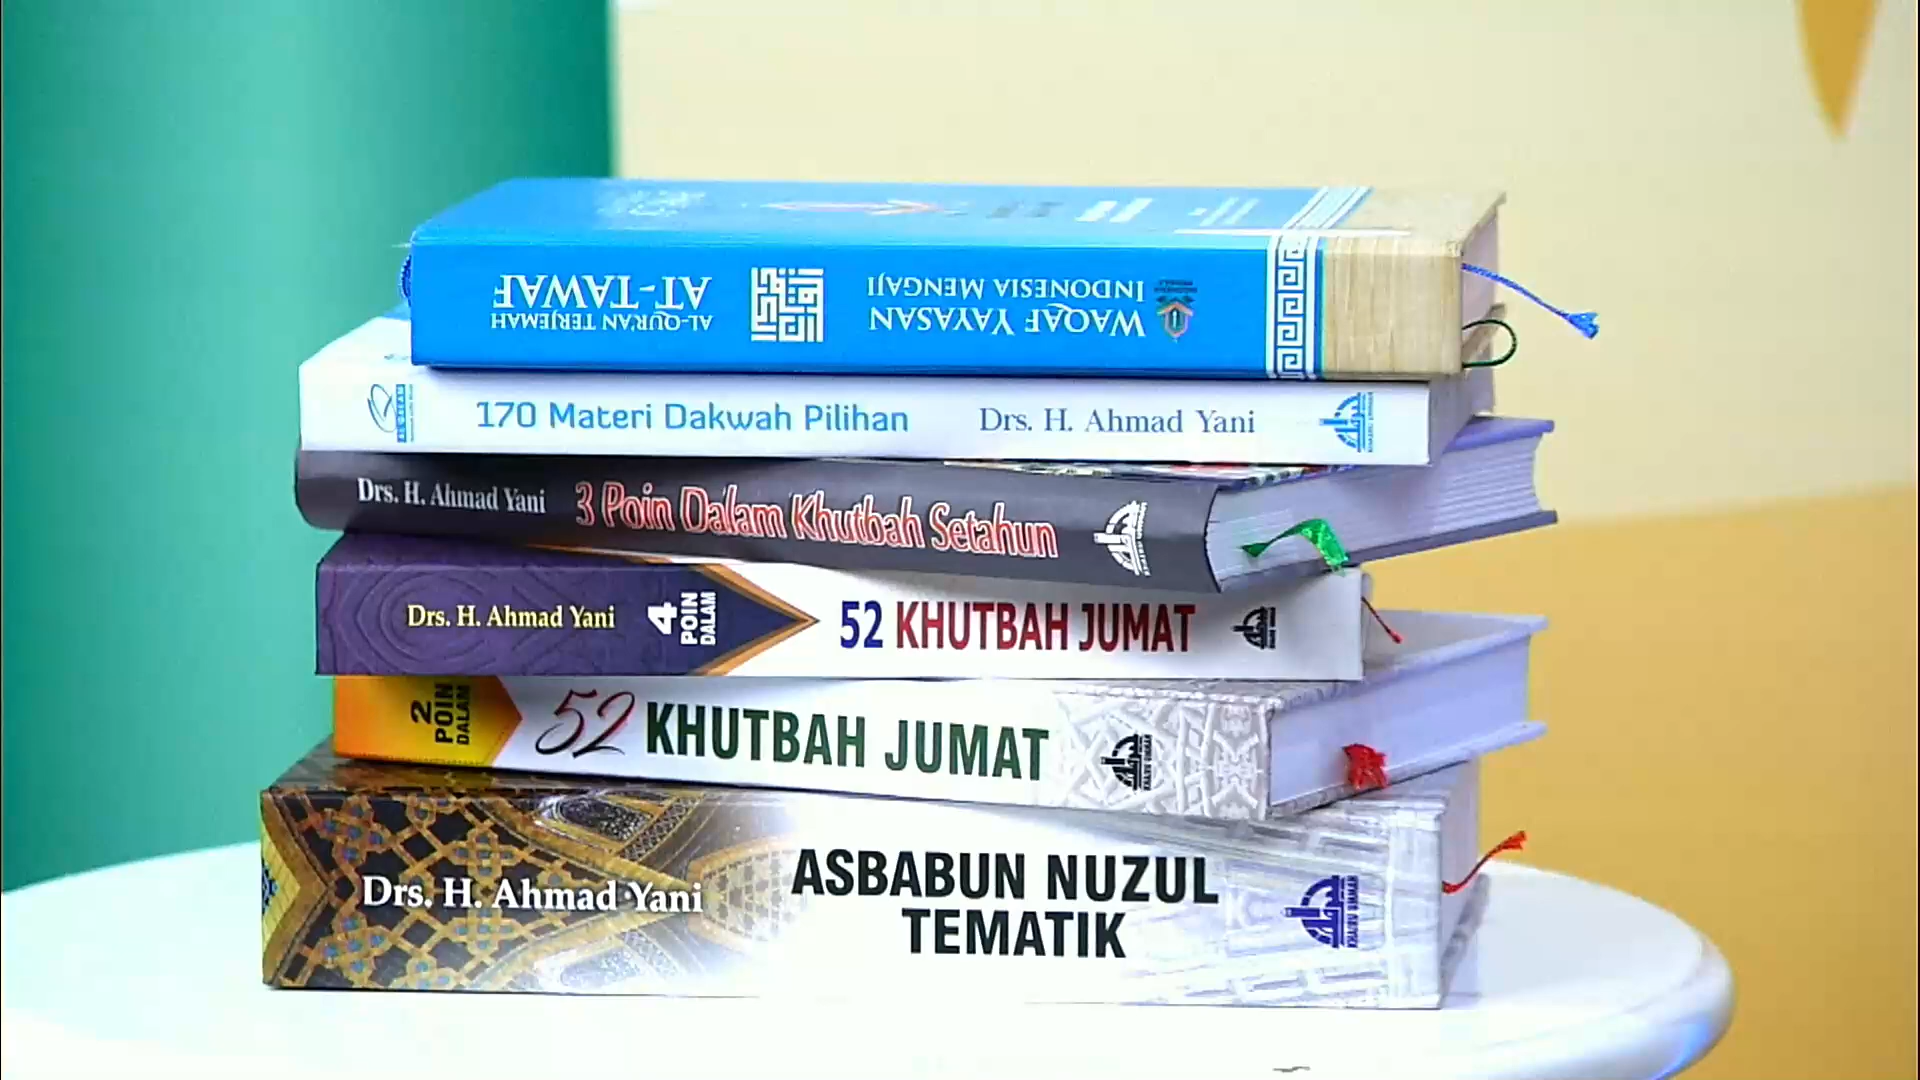 WAQAF YAYASAN
INDONESIA MENGAJI
AL-QUR'AN TERJEMAH
AT-TAWAF
170 Materi Dakwah Pilihan
Drs. H. Ahmad Yani
Drs. H. Ahmad Yani
3 Poin Dalam Khutbah Setahun
Drs. H. Ahmad Yani
4 POIN DALAM
52 KHUTBAH JUMAT
2 POIN DALAM
52 KHUTBAH JUMAT
Drs. H. Ahmad Yani
ASBABUN NUZUL
TEMATIK
KHAIRU UMMAH